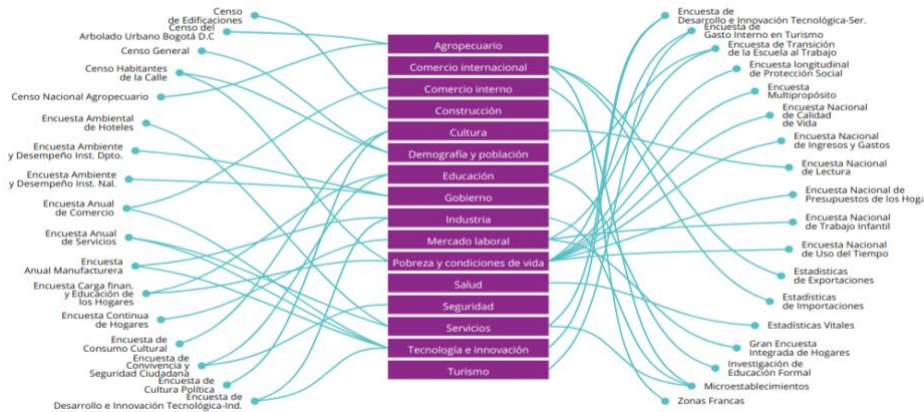 Censo
de Edificaciones
Censo del
Arbolado Urbano Bogotá D.C
Censo General
Censo Habitantes
de la Calle
Censo Nacional Agropecuario
Encuesta Ambiental
de Hoteles
Encuesta Ambiente
y Desempeño Inst. Dpto.
Encuesta Ambiente
y Desempeño Inst. Nal.
Encuesta Anual
de Comercio
Encuesta Anual
de Servicios
Encuesta
Anual Manufacturera
Encuesta Carga finan.
y Educación de
los Hogares
Encuesta Continua
de Hogares
Encuesta de
Consumo Cultural
Encuesta de
Convivencia y
Seguridad Ciudadana
Encuesta de
Cultura Política
Encuesta de
Desarrollo e Innovación Tecnológica-Ind.
Agropecuario
Comercio internacional
Comercio interno
Construcción
Cultura
Demografía y población
Educación
Gobierno
Industria
Mercado laboral
Pobreza y condiciones de vida
Salud
Seguridad
Servicios
Tecnología e innovación
Turismo
Encuesta de
Desarrollo e Innovación Tecnológica-Ser.
Encuesta de
Gasto Interno en Turismo
Encuesta de Transición
de la Escuela al Trabajo
Encuesta longitudinal
de Protección Social
Encuesta
Multipropósito
Encuesta Nacional
de Calidad
de Vida
Encuesta Nacional
de Ingresos y Gastos
Encuesta Nacional de
Lectura
Encuesta Nacional de
Presupuestos de los Hoga
Encuesta Nacional
de Trabajo Infantil
Encuesta Nacional
de Uso del Tiempo
Estadisticas
de Exportaciones
Estadisticas
de Importaciones
Estadísticas Vitales
Gran Encuesta
Integrada de Hogares
Investigación de
Educación Formal
Microestablecimientos
Zonas Francas